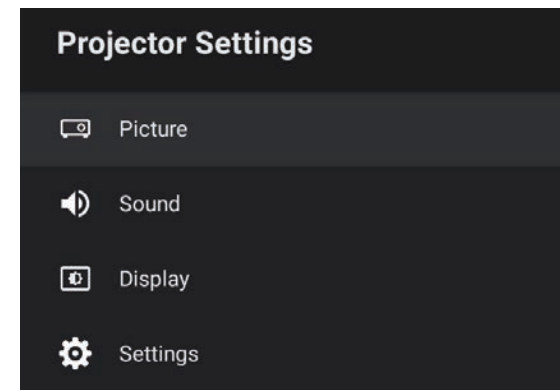 Projector Settings
Picture
Sound
Display
Settings